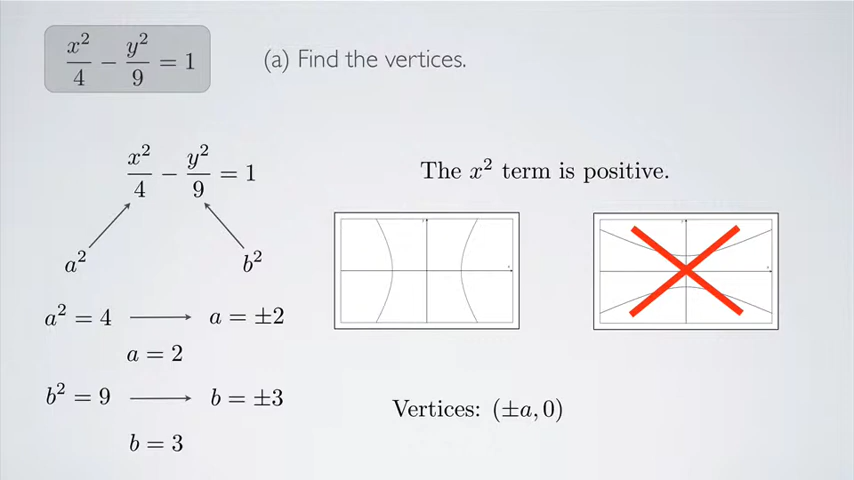 x²/4 − y²/9 = 1
(a) Find the vertices.
x²/4 − y²/9 = 1
The x² term is positive.
a²
b²
a² = 4 ⟶ a = ±2
a = 2
b² = 9 ⟶ b = ±3
b = 3
Vertices: (±a, 0)